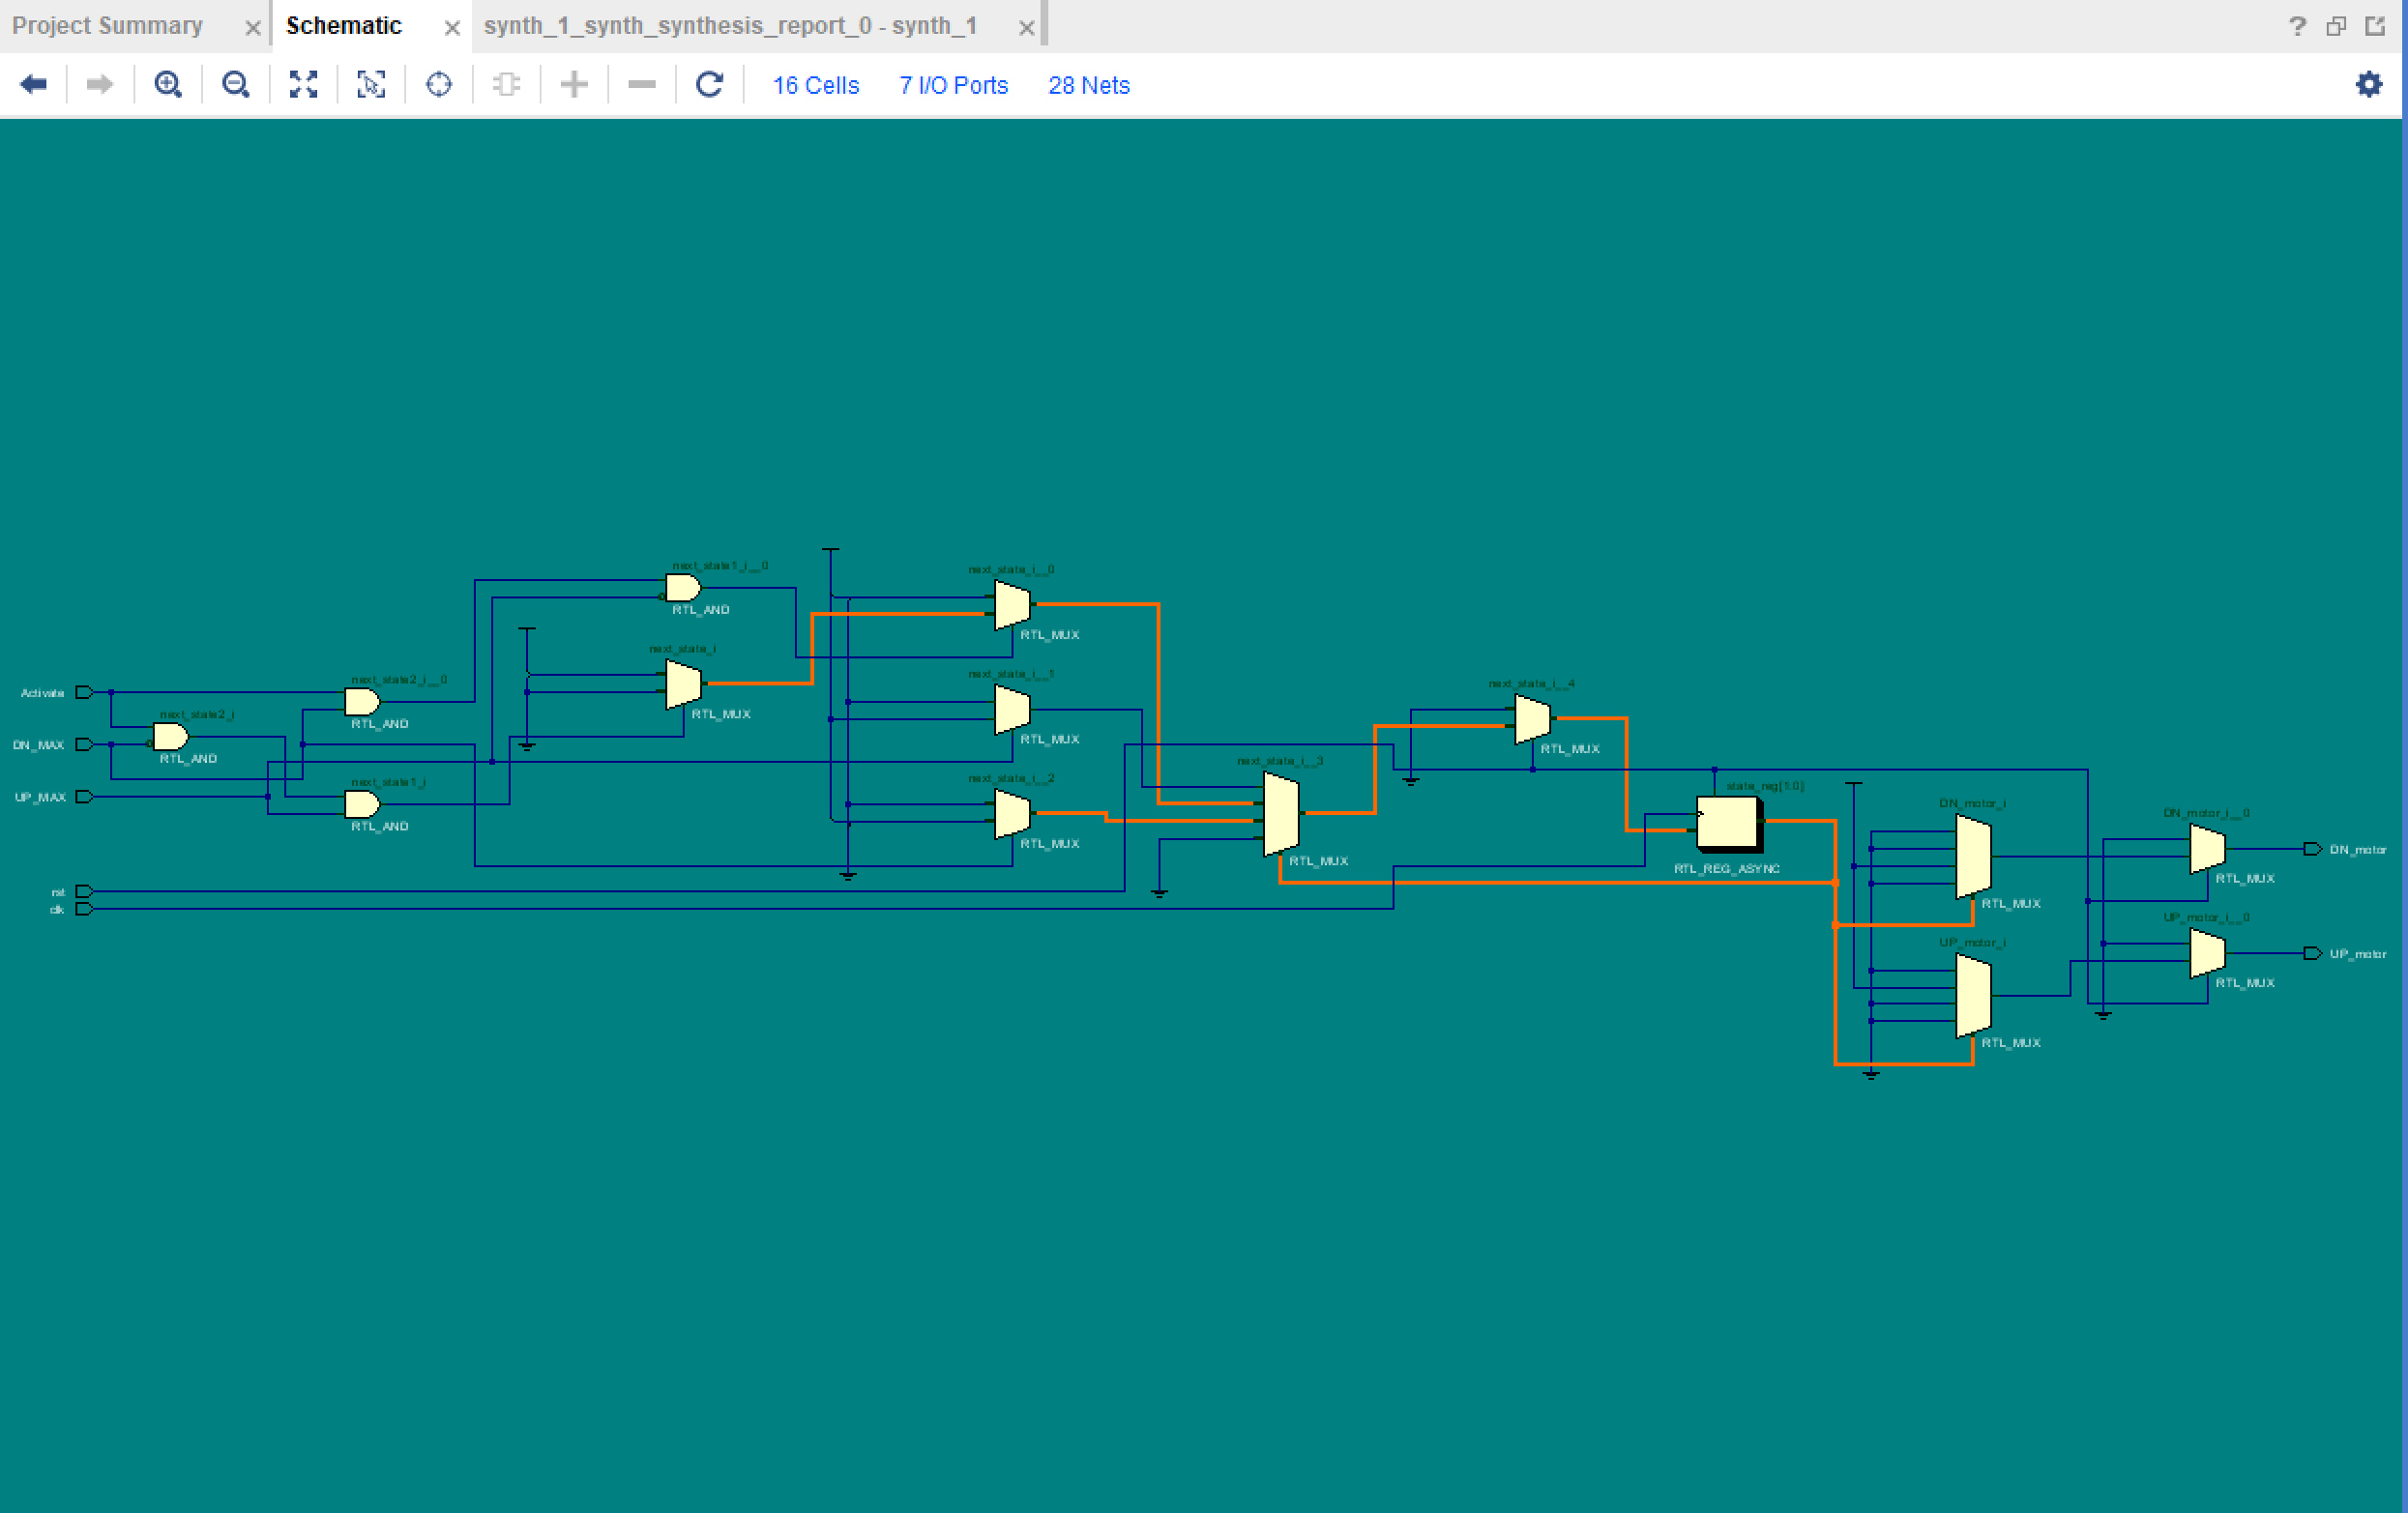 Project Summary
Schematic
synth_1_synth_synthesis_report_0 - synth_1
?
16 Cells 7 I/O Ports 28 Nets
next_state1_i__0
RTL_AND
next_state_i__0
RTL_MUX
next_state_i
RTL_MUX
next_state_i__1
RTL_MUX
Activate
next_state2_i__0
RTL_AND
next_state2_i
DN_MAX
RTL_AND
next_state_i__4
RTL_MUX
next_state_i__3
RTL_MUX
next_state1_i
UP_MAX
RTL_AND
next_state_i__2
RTL_MUX
state_reg[1:0]
RTL_REG_ASYNC
rst
clk
DN_motor_i
RTL_MUX
DN_motor_i__0
DN_motor
RTL_MUX
UP_motor_i
RTL_MUX
UP_motor_i__0
UP_motor
RTL_MUX